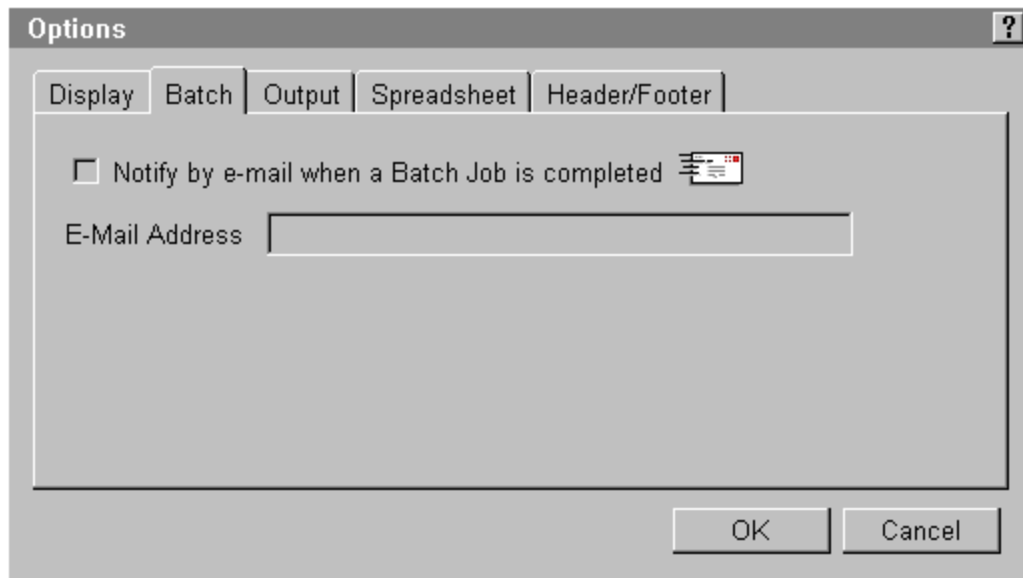 Options ?
Display Batch Output Spreadsheet Header/Footer
Notify by e-mail when a Batch Job is completed
E-Mail Address
OK Cancel